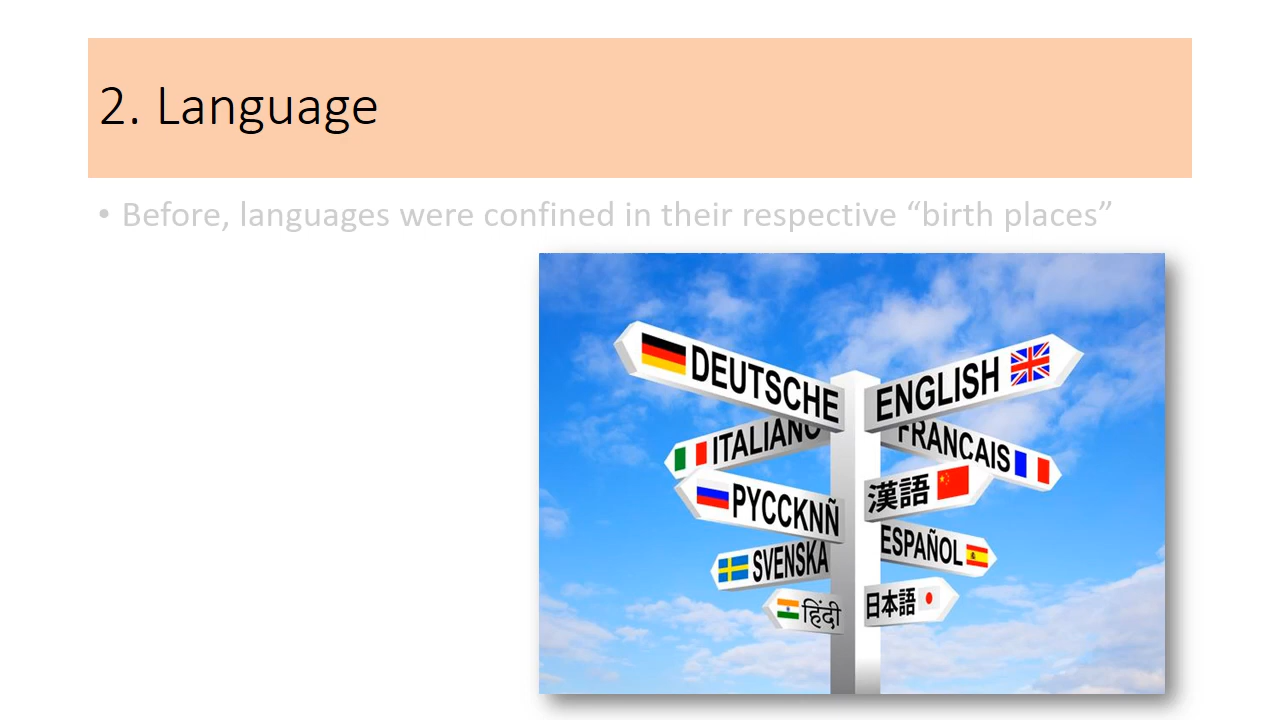 2. Language
• Before, languages were confined in their respective “birth places”
DEUTSCHE
ENGLISH
ITALIANO
FRANÇAIS
PYCCKNÑ
漢語
SVENSKA
ESPAÑOL
हिंदी
日本語